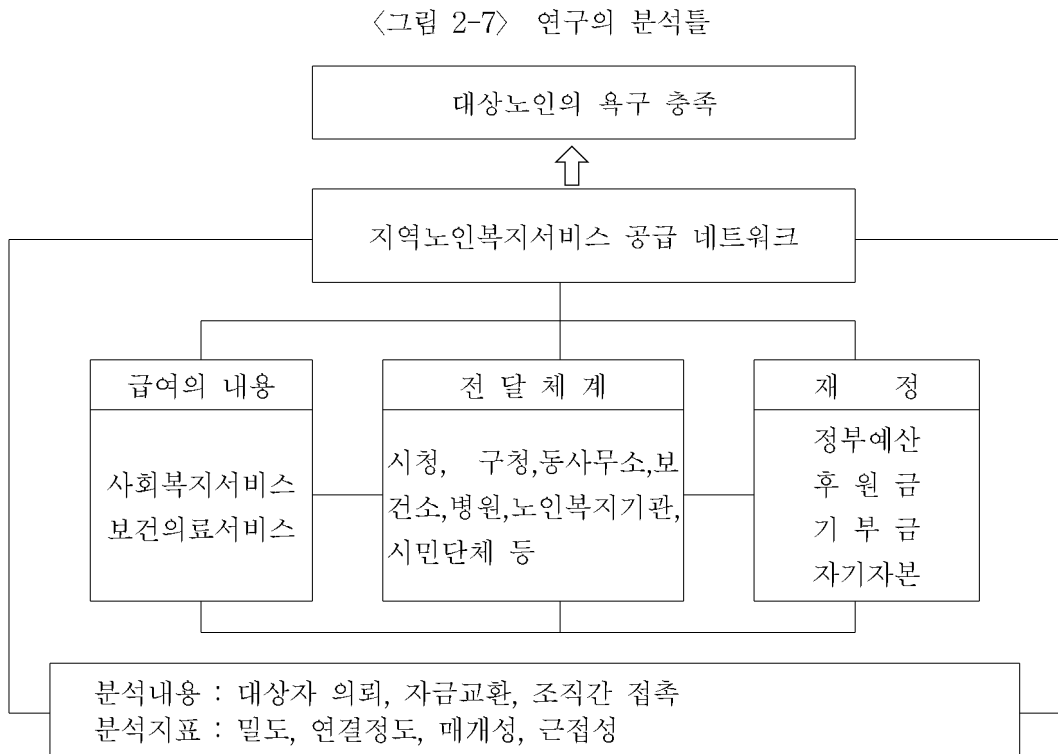 〈그림 2-7〉 연구의 분석틀
대상노인의 욕구 충족
지역노인복지서비스 공급 네트워크
급여의 내용
사회복지서비스
보건의료서비스
전 달 체 계
시청, 구청,동사무소,보
건소,병원,노인복지기관,
시민단체 등
재 정
정부예산
후 원 금
기 부 금
자기자본
분석내용 : 대상자 의뢰, 자금교환, 조직간 접촉
분석지표 : 밀도, 연결정도, 매개성, 근접성